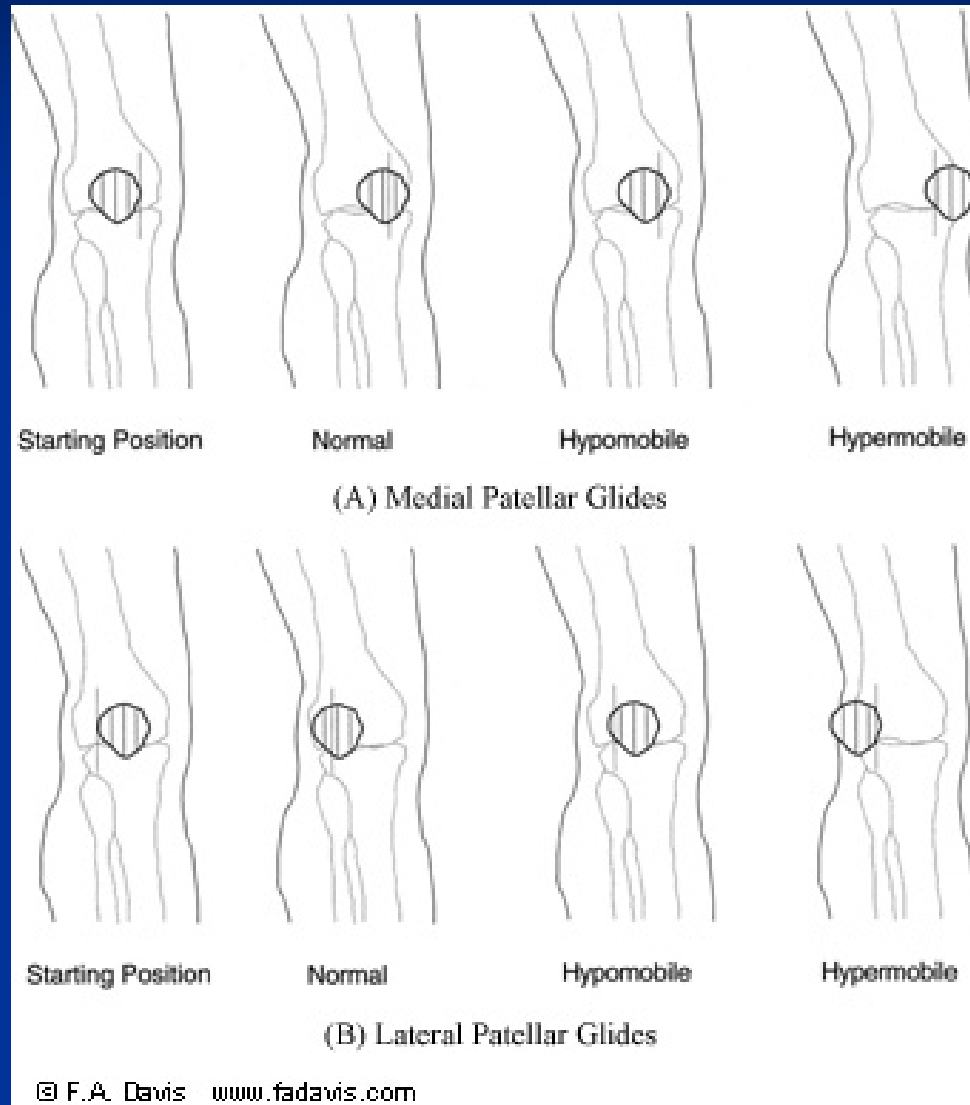 Starting Position Normal Hypomobile Hypermobile
(A) Medial Patellar Glides
Starting Position Normal Hypomobile Hypermobile
(B) Lateral Patellar Glides
© F.A. Davis www.fadavis.com